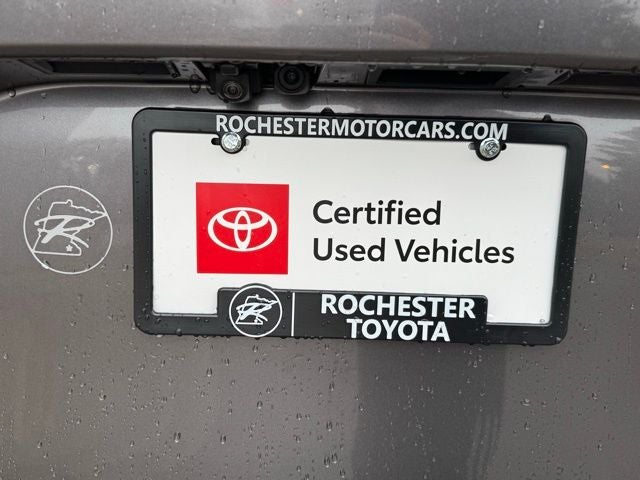 ROCHESTERMOTORCARS.COM
Certified
Used Vehicles
ROCHESTER
TOYOTA